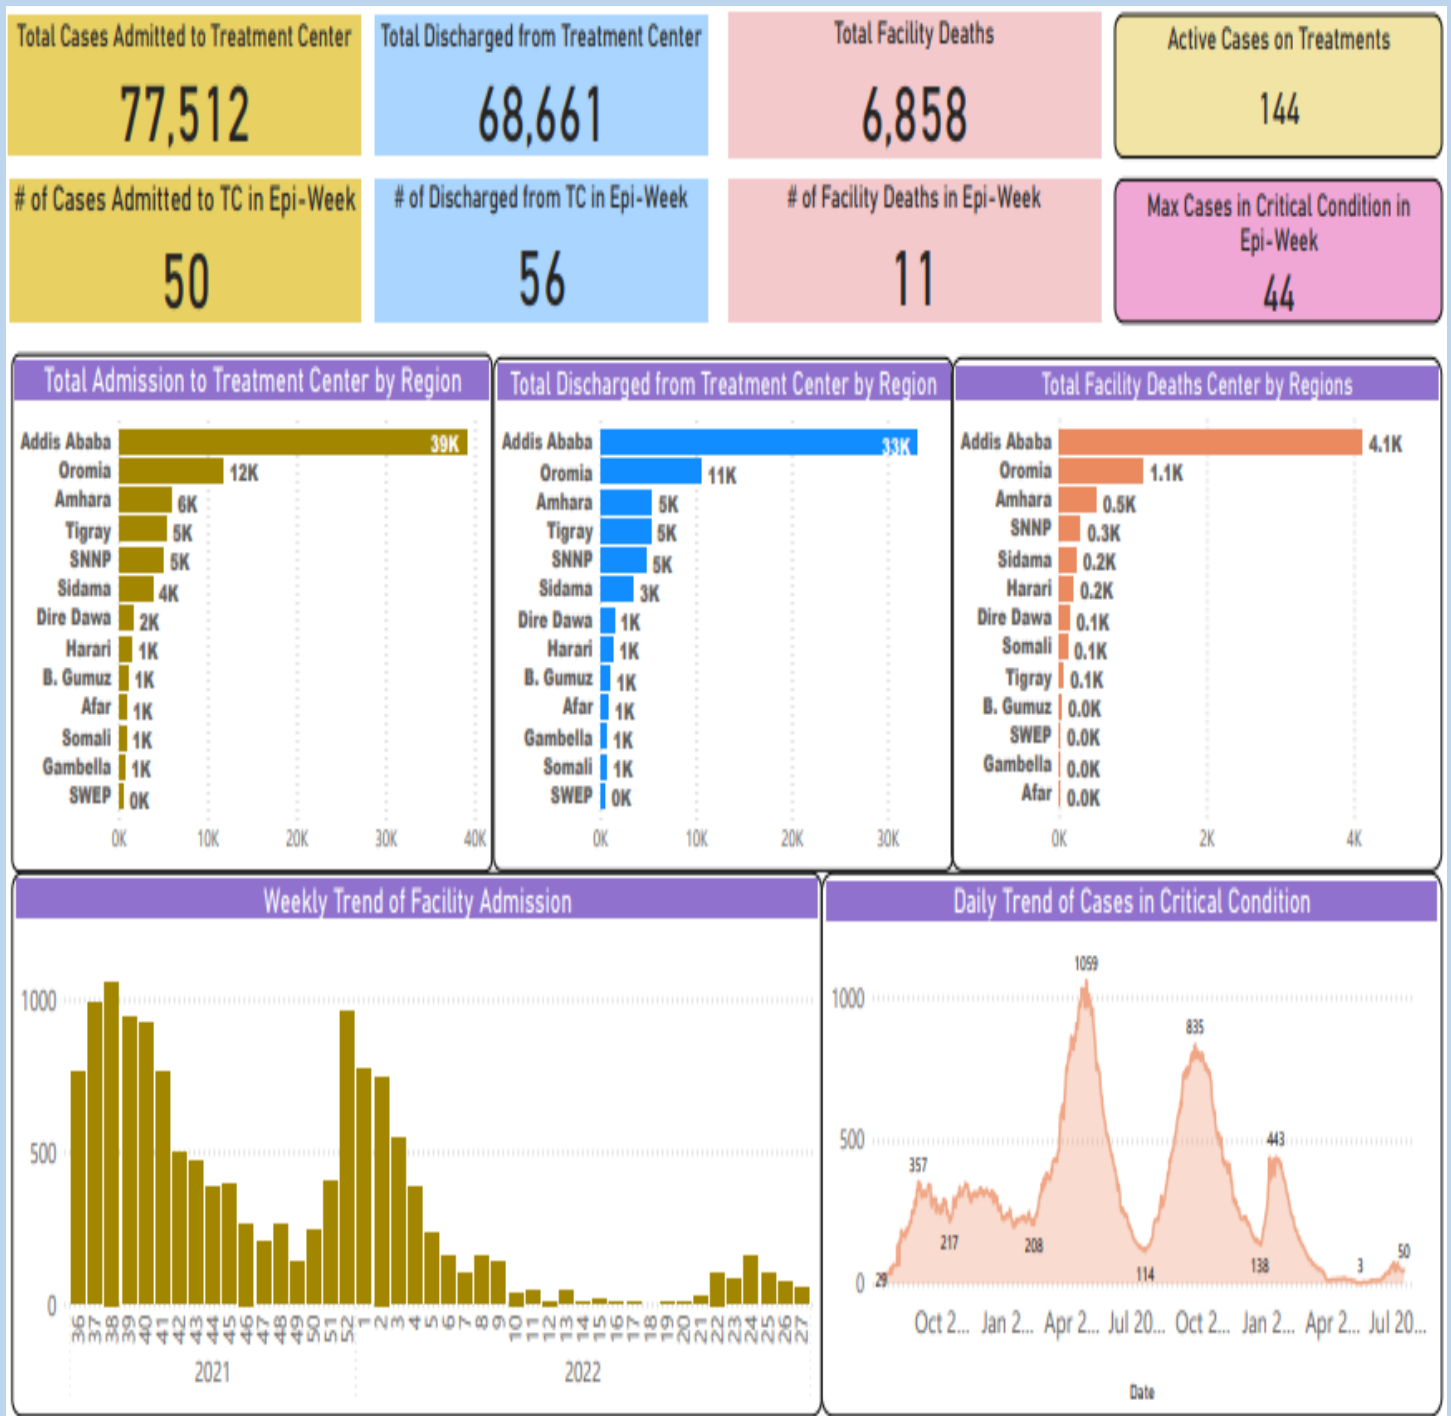 Total Cases Admitted to Treatment Center
77,512
Total Discharged from Treatment Center
68,661
Total Facility Deaths
6,858
Active Cases on Treatments
144
# of Cases Admitted to TC in Epi-Week
50
# of Discharged from TC in Epi-Week
56
# of Facility Deaths in Epi-Week
11
Max Cases in Critical Condition in
Epi-Week
44
Total Admission to Treatment Center by Region
Addis Ababa 39K
Oromia 12K
Amhara 6K
Tigray 5K
SNNP 5K
Sidama 4K
Dire Dawa 2K
Harari 1K
B. Gumuz 1K
Afar 1K
Somali 1K
Gambella 1K
SWEP 0K
0K 10K 20K 30K 40K
Total Discharged from Treatment Center by Region
Addis Ababa 33K
Oromia 11K
Amhara 5K
Tigray 5K
SNNP 5K
Sidama 3K
Dire Dawa 1K
Harari 1K
B. Gumuz 1K
Afar 1K
Gambella 1K
Somali 1K
SWEP 0K
0K 10K 20K 30K
Total Facility Deaths Center by Regions
Addis Ababa 4.1K
Oromia 1.1K
Amhara 0.5K
SNNP 0.3K
Sidama 0.2K
Harari 0.2K
Dire Dawa 0.1K
Somali 0.1K
Tigray 0.1K
B. Gumuz 0.0K
SWEP 0.0K
Gambella 0.0K
Afar 0.0K
0K 2K 4K
Weekly Trend of Facility Admission
1000
500
0
36 37 38 39 40 41 42 43 44 45 46 47 48 49 50 51 52 1 2 3 4 5 6 7 8 9 10 11 12 13 14 15 16 17 18 19 20 21 22 23 24 25 26 27
2021 2022
Daily Trend of Cases in Critical Condition
1059
1000
835
500
443
357
217
208
114
138
3
50
0
29
Oct 2... Jan 2... Apr 2... Jul 20... Oct 2... Jan 2... Apr 2... Jul 20...
Date